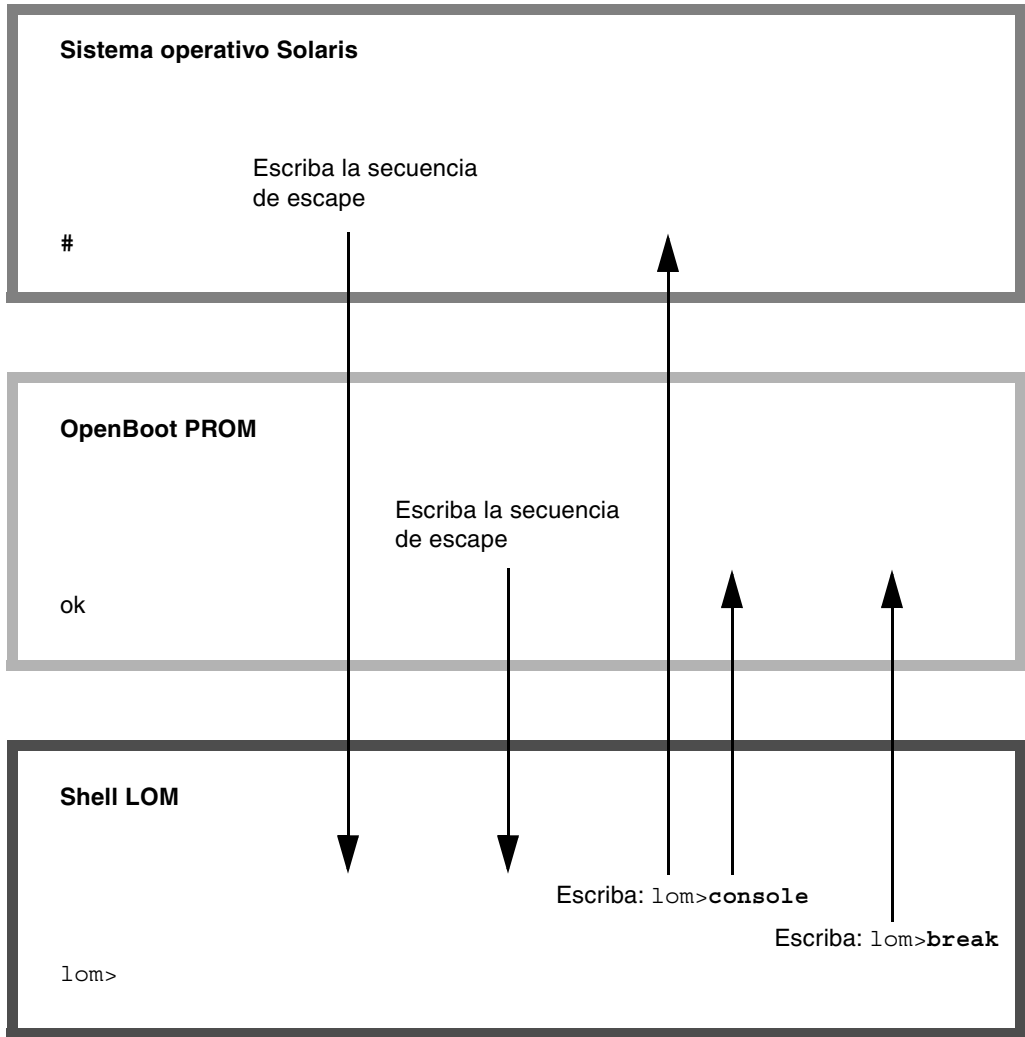 Sistema operativo Solaris
Escriba la secuencia
de escape
#
OpenBoot PROM
Escriba la secuencia
de escape
ok
Shell LOM
Escriba: lom>console
Escriba: lom>break
lom>